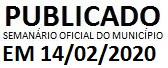 PUBLICADO
SEMANÁRIO OFICIAL DO MUNICÍPIO
EM 14/02/2020